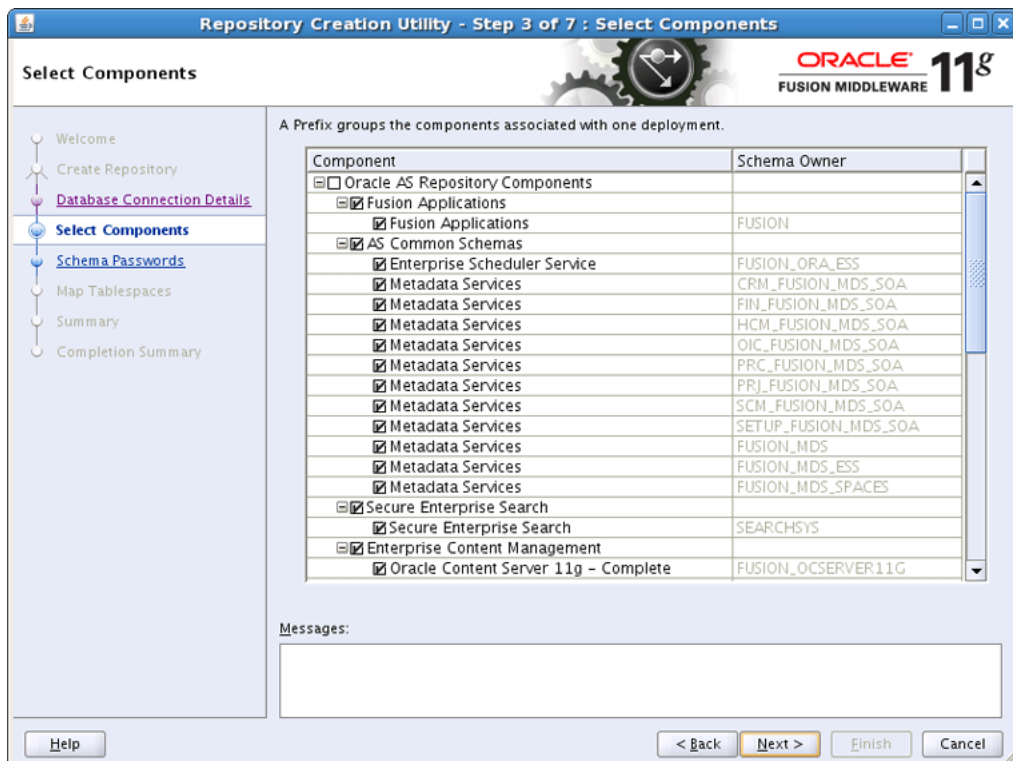 Repository Creation Utility - Step 3 of 7 : Select Components
Select Components
ORACLE 11g
FUSION MIDDLEWARE
Welcome
Create Repository
Database Connection Details
Select Components
Schema Passwords
Map Tablespaces
Summary
Completion Summary
A Prefix groups the components associated with one deployment.
Component Schema Owner
Oracle AS Repository Components
Fusion Applications
Fusion Applications FUSION
AS Common Schemas
Enterprise Scheduler Service FUSION_ORA_ESS
Metadata Services CRM_FUSION_MDS_SOA
Metadata Services FIN_FUSION_MDS_SOA
Metadata Services HCM_FUSION_MDS_SOA
Metadata Services OIC_FUSION_MDS_SOA
Metadata Services PRC_FUSION_MDS_SOA
Metadata Services PRJ_FUSION_MDS_SOA
Metadata Services SCM_FUSION_MDS_SOA
Metadata Services SETUP_FUSION_MDS_SOA
Metadata Services FUSION_MDS
Metadata Services FUSION_MDS_ESS
Metadata Services FUSION_MDS_SPACES
Secure Enterprise Search
Secure Enterprise Search SEARCHSYS
Enterprise Content Management
Oracle Content Server 11g - Complete FUSION_OCSERVER11G
Messages:
Help < Back Next > Finish Cancel